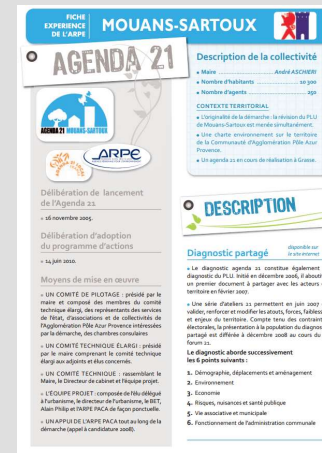 FICHE
EXPERIENCE
DE L'ARPE
MOUANS-SARTOUX
AGENDA 21
AGENDA 21 MOUANS-SARTOUX
ARPE
Délibération de lancement
de l'Agenda 21
16 novembre 2005.
Délibération d'adoption
du programme d'actions
14 juin 2010.
Moyens de mise en œuvre
UN COMITÉ DE PILOTAGE : présidé par le
maire et composé des membres du comité
technique élargi, des représentants des services
de l'état, d'associations et de collectivités de
l'Agglomération Pôle Azur Provence intéressées
par la démarche, des chambres consulaires
UN COMITÉ TECHNIQUE ÉLARGI : présidé
par le maire comprenant le comité technique
élargi aux adjoints et élus concernés.
UN COMITÉ TECHNIQUE : rassemblant le
Maire, le Directeur de cabinet et l'équipe projet.
L'ÉQUIPE PROJET : composée de l'élu délégué
à l'urbanisme, le directeur de l'urbanisme, le BET,
Alain Philip et l'ARPE PACA de façon ponctuelle.
UN APPUI DE L'ARPE PACA tout au long de la
démarche (appel à candidature 2008).
Description de la collectivité
Maire André ASCHIERI
Nombre d'habitants 10 500
Nombre d'agents 250
CONTEXTE TERRITORIAL
L'originalité de la démarche : la révision du PLU
de Mouans-Sartoux est menée simultanément.
Une charte environnement sur le territoire
de la Communauté d'Agglomération Pôle Azur
Provence.
Un agenda 21 en cours de réalisation à Grasse.
DESCRIPTION
Diagnostic partagé
disponible sur
le site internet
Le diagnostic agenda 21 constitue également
diagnostic du PLU. Initié en décembre 2006, il about
un premier document à partager avec les acteurs
territoire en février 2007.
Une série d'ateliers 21 permettent en juin 2007
valider, renforcer et modifier les atouts, forces, faibless
et enjeux du territoire. Compte tenu des contraint
électorales, la présentation à la population du diagnos
partagé est différée à décembre 2008 au cours du
forum 21.
Le diagnostic aborde successivement
les 6 points suivants :
1. Démographie, déplacements et aménagement
2. Environnement
3. Economie
4. Risques, nuisances et santé publique
5. Vie associative et municipale
6. Fonctionnement de l'administration communale